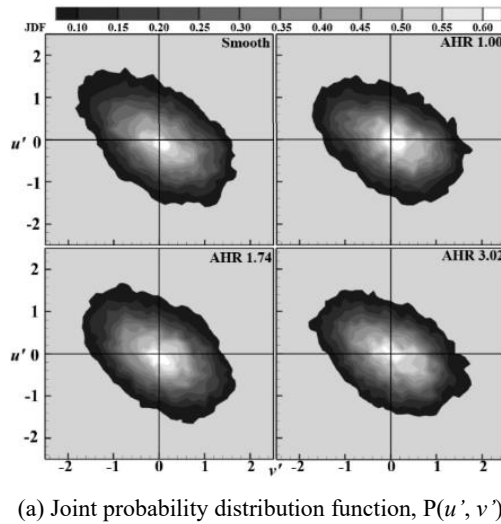 JDF 0.10 0.15 0.20 0.25 0.30 0.35 0.40 0.45 0.50 0.55 0.60
Smooth
AHR 1.00
2
1
u' 0
-1
-2
AHR 1.74
AHR 3.02
2
1
u' 0
-1
-2
-2 -1 0 1 2 v' -2 -1 0 1 2
(a) Joint probability distribution function, P(u’, v’)